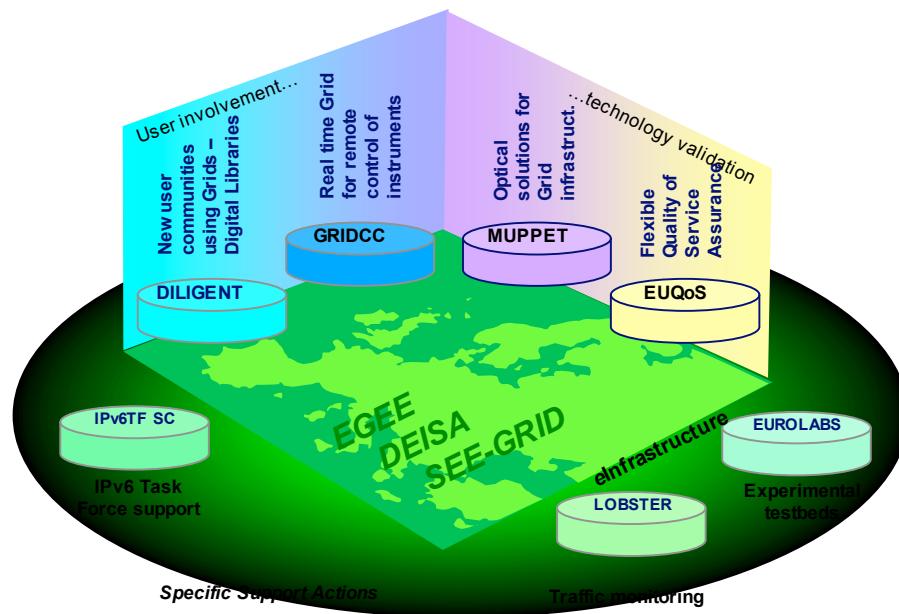 User involvement…
…technology validation
New user
communities
using Grids –
Digital Libraries
Real time Grid
for remote
control of
instruments
Optical
solutions for
Grid
infrastruct.
Flexible
Quality of
Service
Assurance
GRIDCC
MUPPET
DILIGENT
EUQoS
EGEE
DEISA
SEE-GRID
eInfrastructure
IPv6TF SC
IPv6 Task
Force support
EUROLABS
Experimental
testbeds
LOBSTER
Traffic monitoring
Specific Support Actions